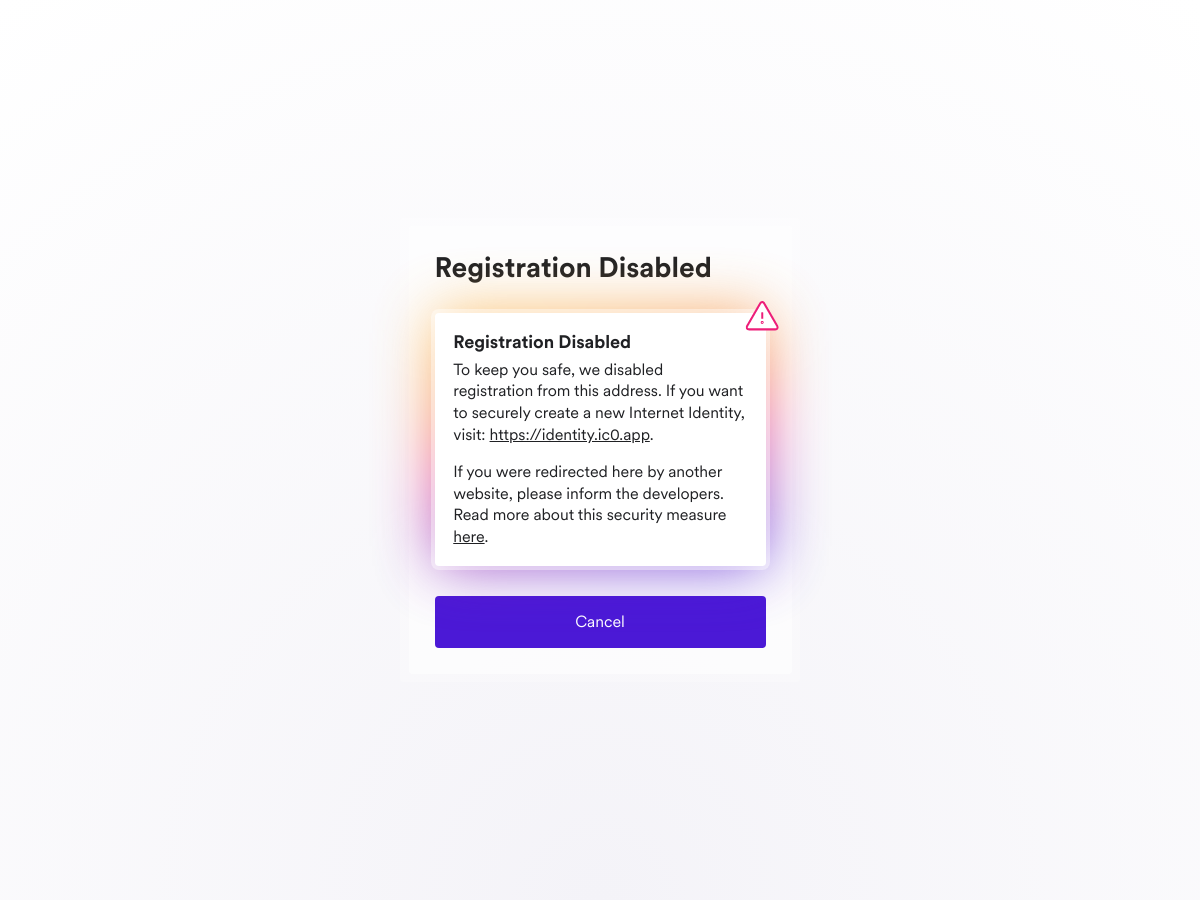 Registration Disabled
Registration Disabled
To keep you safe, we disabled
registration from this address. If you want
to securely create a new Internet Identity,
visit: https://identity.ic0.app.
If you were redirected here by another
website, please inform the developers.
Read more about this security measure
here.
Cancel